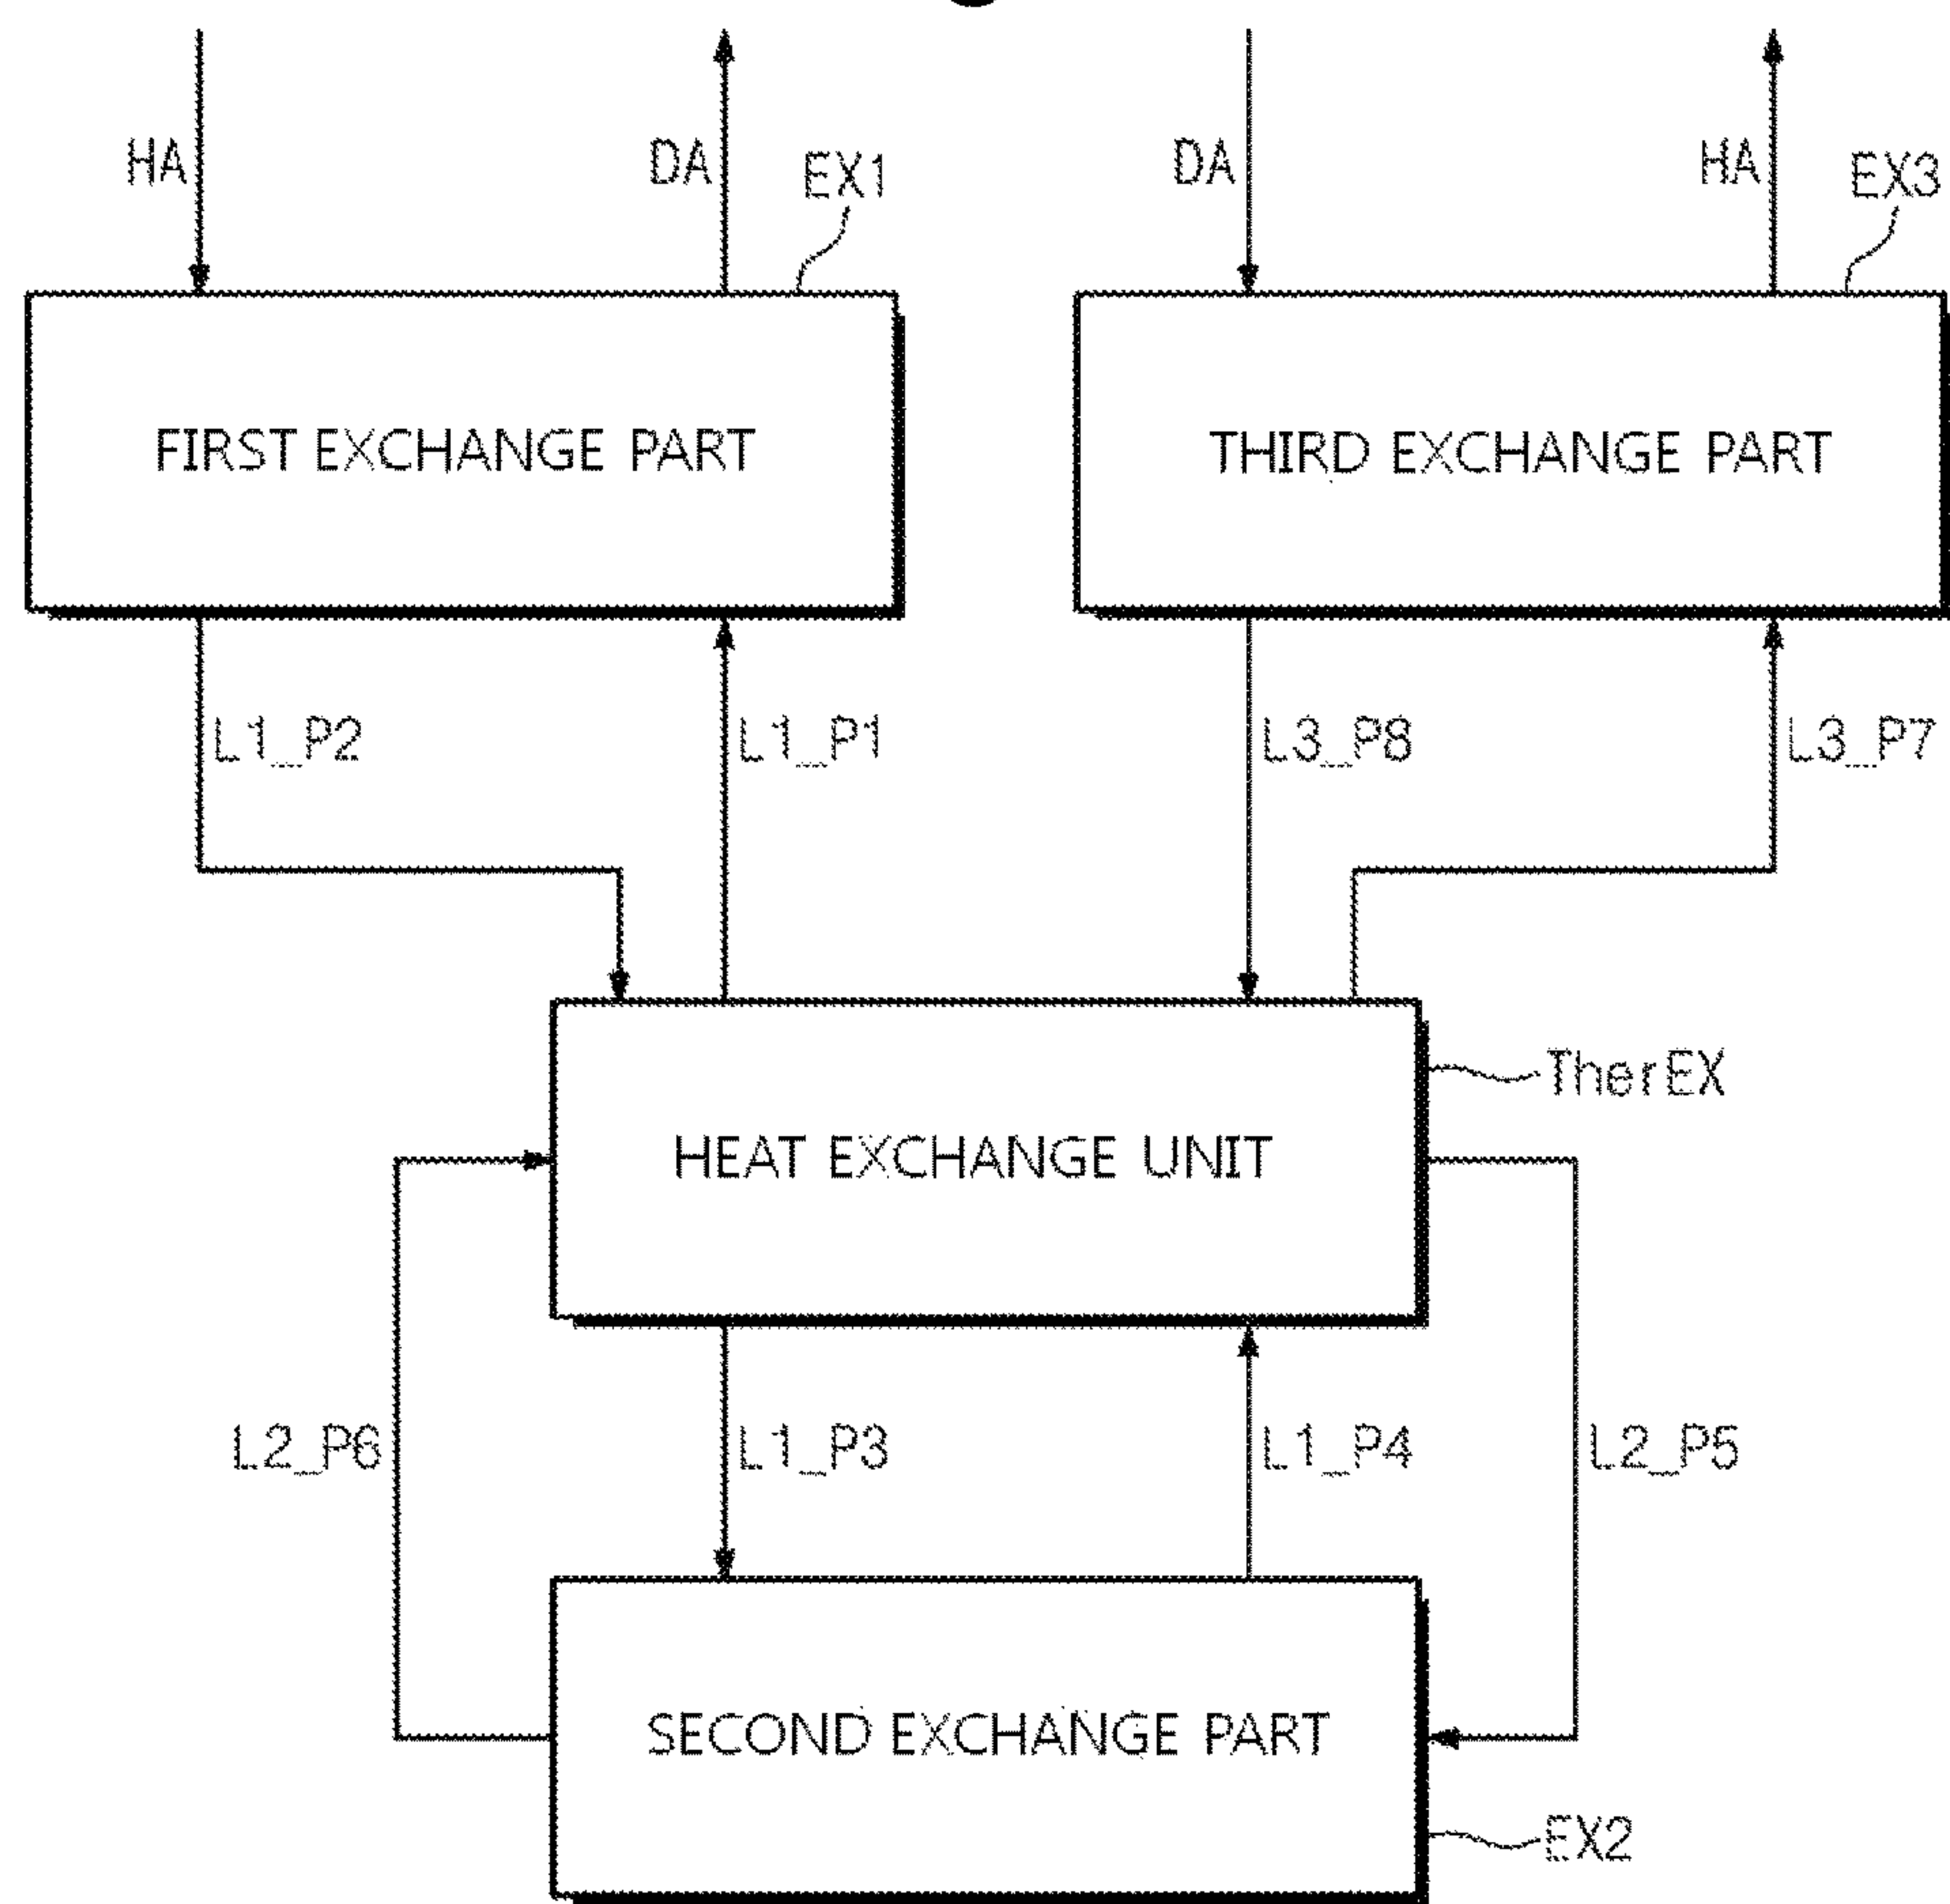 HA
DA
EX1
DA
HA
EX3
FIRST EXCHANGE PART
THIRD EXCHANGE PART
L1_P2
L1_P1
L3_P8
L3_P7
TherEX
HEAT EXCHANGE UNIT
L2_P6
L1_P3
L1_P4
L2_P5
SECOND EXCHANGE PART
EX2